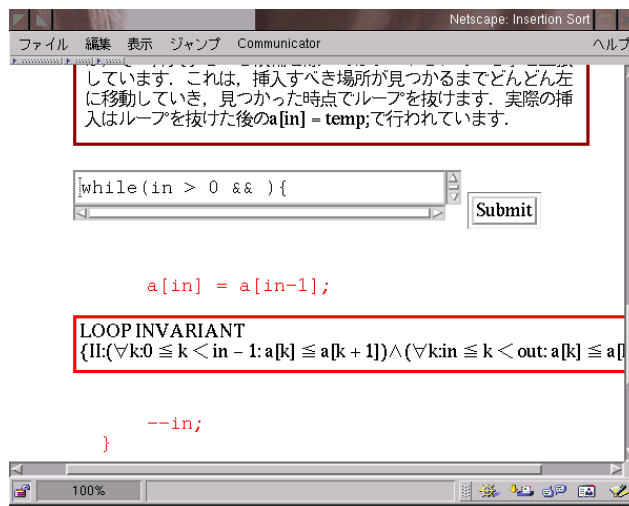 Netscape: Insertion Sort
ファイル 編集 表示 ジャンプ Communicator ヘルプ
しています．これは，挿入すべき場所が見つかるまでどんどん左
に移動していき，見つかった時点でループを抜けます．実際の挿
入はループを抜けた後のa[in] = temp;で行われています．
while(in > 0 && ){
Submit
a[in] = a[in-1];
LOOP INVARIANT
{II:(∀k:0 ≦ k < in – 1: a[k] ≦ a[k + 1])∧(∀k:in ≦ k < out: a[k] ≦ a[
--in;
}
100%